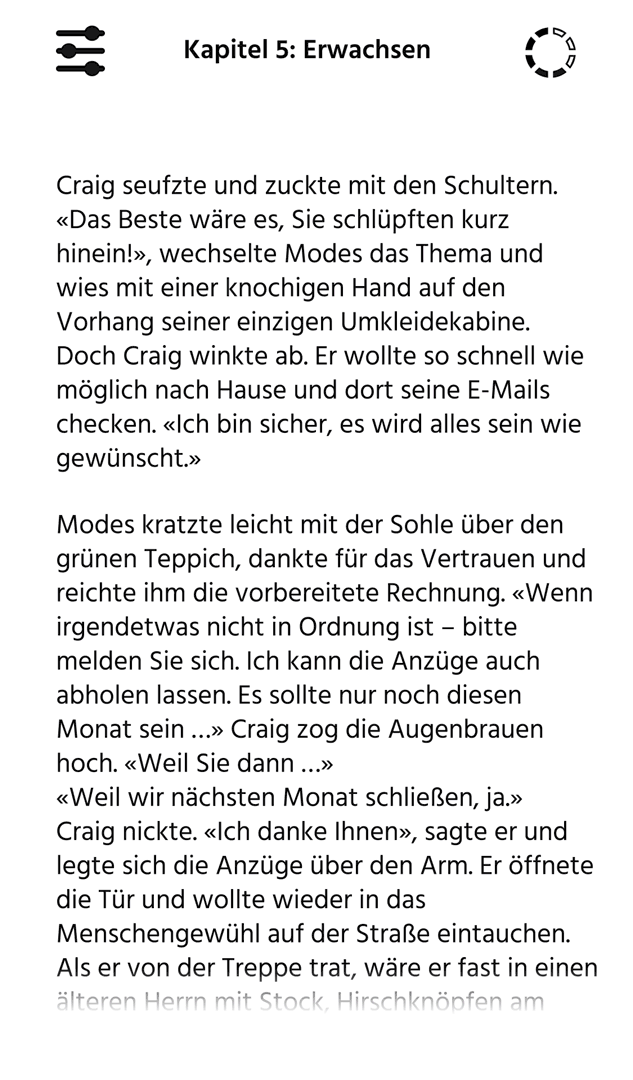 Kapitel 5: Erwachsen
Craig seufzte und zuckte mit den Schultern.
«Das Beste wäre es, Sie schlüpften kurz
hinein!», wechselte Modes das Thema und
wies mit einer knochigen Hand auf den
Vorhang seiner einzigen Umkleidekabine.
Doch Craig winkte ab. Er wollte so schnell wie
möglich nach Hause und dort seine E-Mails
checken. «Ich bin sicher, es wird alles sein wie
gewünscht.»
Modes kratzte leicht mit der Sohle über den
grünen Teppich, dankte für das Vertrauen und
reichte ihm die vorbereitete Rechnung. «Wenn
irgendetwas nicht in Ordnung ist – bitte
melden Sie sich. Ich kann die Anzüge auch
abholen lassen. Es sollte nur noch diesen
Monat sein …» Craig zog die Augenbrauen
hoch. «Weil Sie dann …»
«Weil wir nächsten Monat schließen, ja.»
Craig nickte. «Ich danke Ihnen», sagte er und
legte sich die Anzüge über den Arm. Er öffnete
die Tür und wollte wieder in das
Menschengewühl auf der Straße eintauchen.
Als er von der Treppe trat, wäre er fast in einen
älteren Herrn mit Stock, Hirschknöpfen am